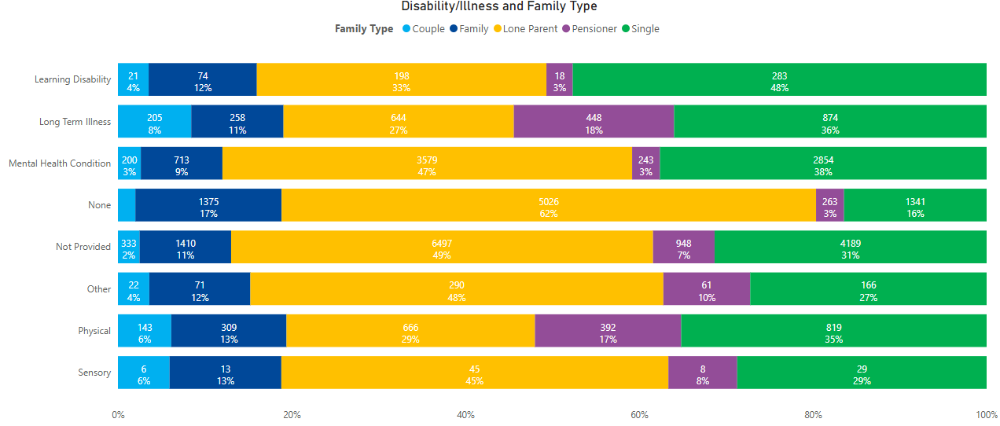 Disability/Illness and Family Type
Family Type Couple Family Lone Parent Pensioner Single
Learning Disability
21 74 198 18 283
4% 12% 33% 3% 48%
Long Term Illness
205 258 644 448 874
8% 11% 27% 18% 36%
Mental Health Condition
200 713 3579 243 2854
3% 9% 47% 3% 38%
None
1375 5026 263 1341
17% 62% 3% 16%
Not Provided
333 1410 6497 948 4189
2% 11% 49% 7% 31%
Other
22 71 290 61 166
4% 12% 48% 10% 27%
Physical
143 309 666 392 819
6% 13% 29% 17% 35%
Sensory
6 13 45 8 29
6% 13% 45% 8% 29%
0% 20% 40% 60% 80% 100%